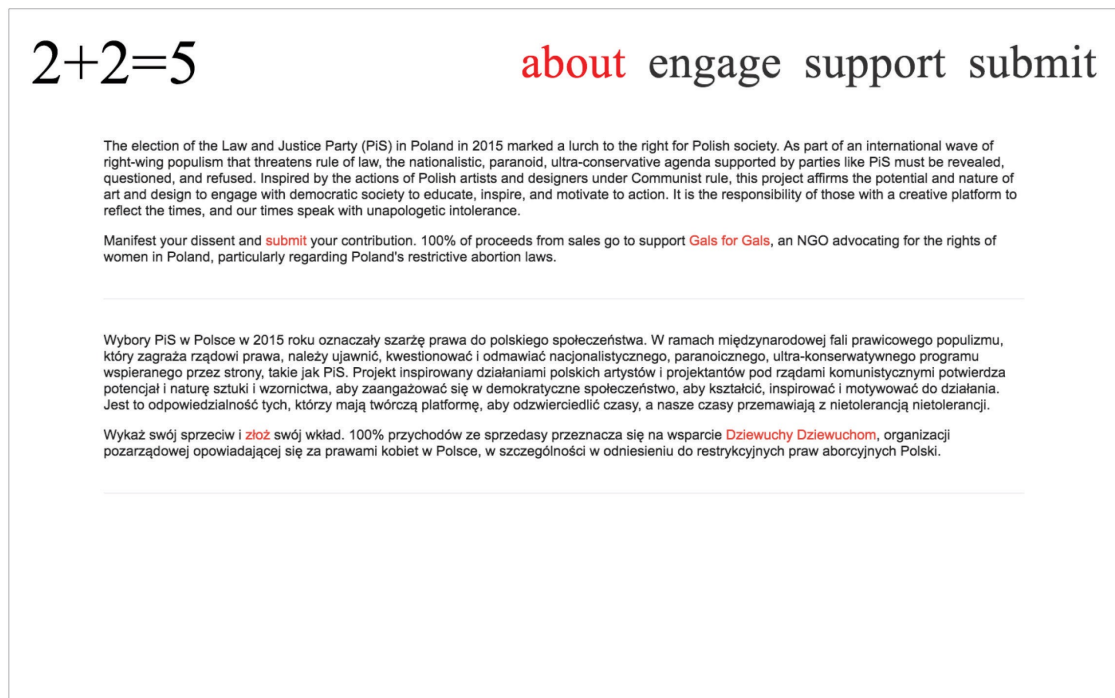 2+2=5
about engage support submit
The election of the Law and Justice Party (PiS) in Poland in 2015 marked a lurch to the right for Polish society. As part of an international wave of
right-wing populism that threatens rule of law, the nationalistic, paranoid, ultra-conservative agenda supported by parties like PiS must be revealed,
questioned, and refused. Inspired by the actions of Polish artists and designers under Communist rule, this project affirms the potential and nature of
art and design to engage with democratic society to educate, inspire, and motivate to action. It is the responsibility of those with a creative platform to
reflect the times, and our times speak with unapologetic intolerance.
Manifest your dissent and submit your contribution. 100% of proceeds from sales go to support Gals for Gals, an NGO advocating for the rights of
women in Poland, particularly regarding Poland's restrictive abortion laws.
Wybory PiS w Polsce w 2015 roku oznaczały szarżę prawa do polskiego społeczeństwa. W ramach międzynarodowej fali prawicowego populizmu,
który zagraża rządowi prawa, należy ujawnić, kwestionować i odmawiać nacjonalistycznego, paranoicznego, ultra-konserwatywnego programu
wspieranego przez strony, takie jak PiS. Projekt inspirowany działaniami polskich artystów i projektantów pod rządami komunistycznymi potwierdza
potencjał i naturę sztuki i wzornictwa, aby zaangażować się w demokratyczne społeczeństwo, aby kształcić, inspirować i motywować do działania.
Jest to odpowiedzialność tych, którzy mają twórczą platformę, aby odzwierciedlić czasy, a nasze czasy przemawiają z nietolerancją nietolerancji.
Wykaż swój sprzeciw i złoż swój wkład. 100% przychodów ze sprzedasy przeznacza się na wsparcie Dziewuchy Dziewuchom, organizacji
pozarządowej opowiadającej się za prawami kobiet w Polsce, w szczególności w odniesieniu do restrykcyjnych praw aborcyjnych Polski.